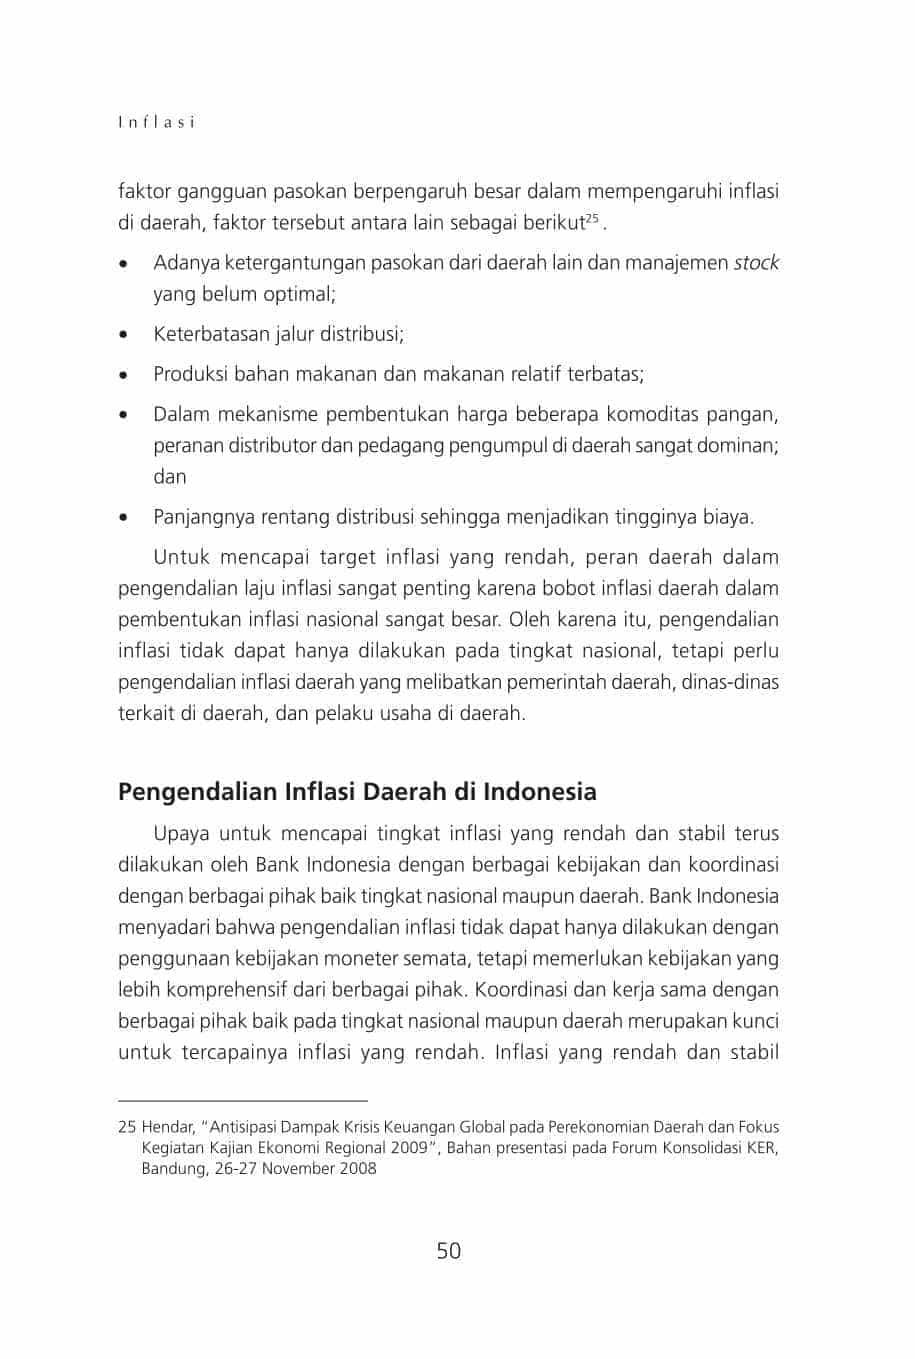 Inflasi
faktor gangguan pasokan berpengaruh besar dalam mempengaruhi inflasi
di daerah, faktor tersebut antara lain sebagai berikut25 .
• Adanya ketergantungan pasokan dari daerah lain dan manajemen stock
yang belum optimal;
• Keterbatasan jalur distribusi;
• Produksi bahan makanan dan makanan relatif terbatas;
• Dalam mekanisme pembentukan harga beberapa komoditas pangan,
peranan distributor dan pedagang pengumpul di daerah sangat dominan;
dan
• Panjangnya rentang distribusi sehingga menjadikan tingginya biaya.
Untuk mencapai target inflasi yang rendah, peran daerah dalam
pengendalian laju inflasi sangat penting karena bobot inflasi daerah dalam
pembentukan inflasi nasional sangat besar. Oleh karena itu, pengendalian
inflasi tidak dapat hanya dilakukan pada tingkat nasional, tetapi perlu
pengendalian inflasi daerah yang melibatkan pemerintah daerah, dinas-dinas
terkait di daerah, dan pelaku usaha di daerah.
Pengendalian Inflasi Daerah di Indonesia
Upaya untuk mencapai tingkat inflasi yang rendah dan stabil terus
dilakukan oleh Bank Indonesia dengan berbagai kebijakan dan koordinasi
dengan berbagai pihak baik tingkat nasional maupun daerah. Bank Indonesia
menyadari bahwa pengendalian inflasi tidak dapat hanya dilakukan dengan
penggunaan kebijakan moneter semata, tetapi memerlukan kebijakan yang
lebih komprehensif dari berbagai pihak. Koordinasi dan kerja sama dengan
berbagai pihak baik pada tingkat nasional maupun daerah merupakan kunci
untuk tercapainya inflasi yang rendah. Inflasi yang rendah dan stabil
25 Hendar, “Antisipasi Dampak Krisis Keuangan Global pada Perekonomian Daerah dan Fokus
Kegiatan Kajian Ekonomi Regional 2009”, Bahan presentasi pada Forum Konsolidasi KER,
Bandung, 26-27 November 2008
50